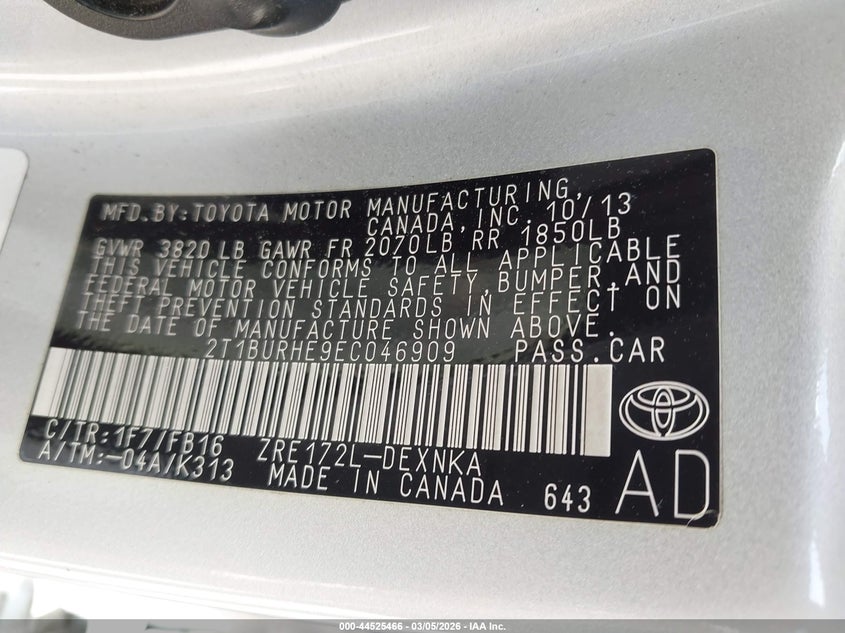 MFD. BY: TOYOTA MOTOR MANUFACTURING,
CANADA, INC. 10/13
GVWR 3820 LB GAWR FR 2070LB RR 1850LB
THIS VEHICLE CONFORMS TO ALL APPLICABLE
FEDERAL MOTOR VEHICLE SAFETY, BUMPER, AND
THEFT PREVENTION STANDARDS IN EFFECT ON
THE DATE OF MANUFACTURE SHOWN ABOVE.
2T1BURHE9EC046909 PASS. CAR
C/TR: 1F7/FB16 ZRE172L-DEXNKA
A/TM: -04A/K313 MADE IN CANADA 643 AD
000-44525466 - 03/05/2026 - IAA Inc.